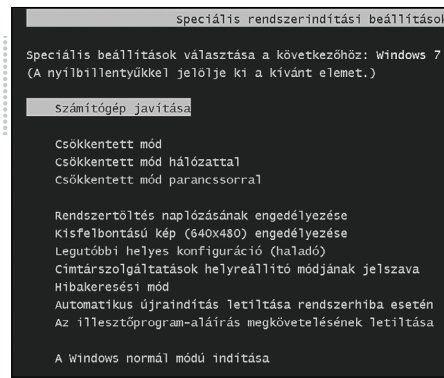 Speciális rendszerindítási beállítások
Speciális beállítások választása a következőhöz: Windows 7
(A nyílbillentyűkkel jelölje ki a kívánt elemet.)
Számítógép javítása
Csökkentett mód
Csökkentett mód hálózattal
Csökkentett mód parancssorral
Rendszertöltés naplózásának engedélyezése
Kisfelbontású kép (640x480) engedélyezése
Legutóbbi helyes konfiguráció (haladó)
Címtárszolgáltatások helyreállító módjának jelszava
Hibakeresési mód
Automatikus újraindítás letiltása rendszerhiba esetén
Az illesztőprogram-aláírás megkövetelésének letiltása
A Windows normál módú indítása